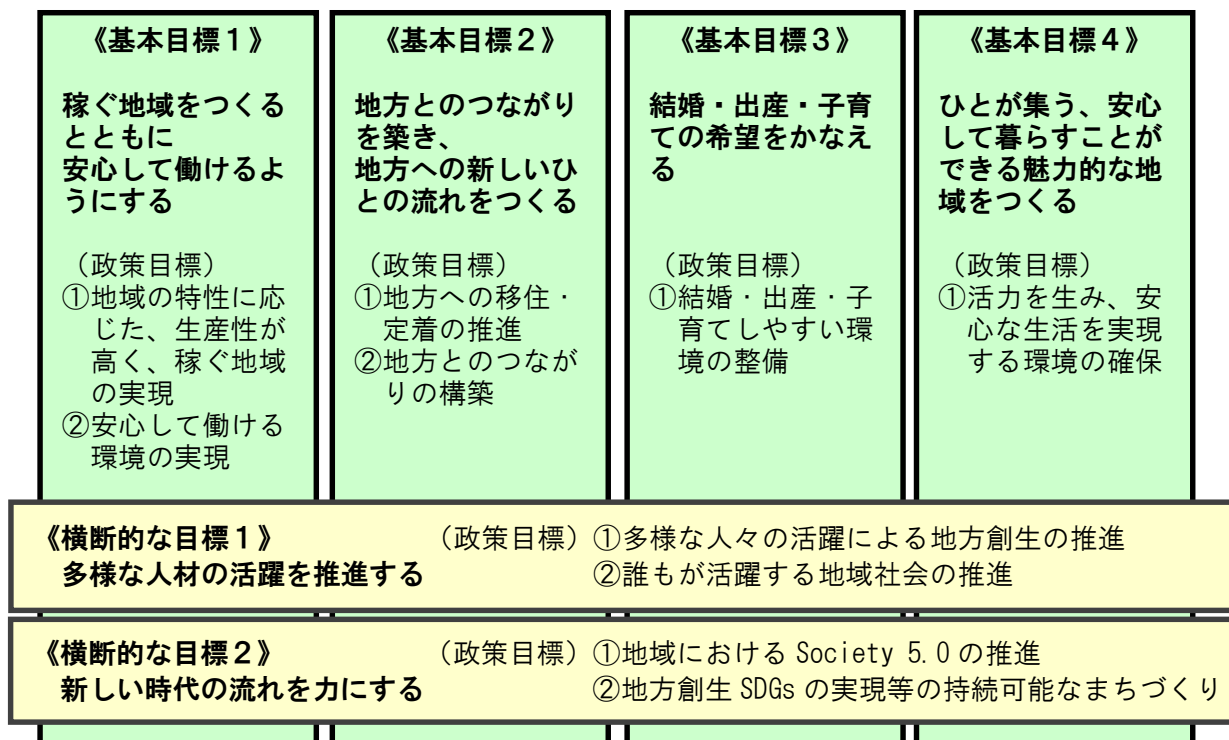 《基本目標1》
稼ぐ地域をつくる
とともに
安心して働けるよ
うにする
（政策目標）
①地域の特性に応
じた、生産性が
高く、稼ぐ地域
の実現
②安心して働ける
環境の実現
《基本目標2》
地方とのつながり
を築き、
地方への新しいひ
との流れをつくる
（政策目標）
①地方への移住・
定着の推進
②地方とのつなが
りの構築
《基本目標3》
結婚・出産・子育
ての希望をかなえ
る
（政策目標）
①結婚・出産・子
育てしやすい環
境の整備
《基本目標4》
ひとが集う、安心
して暮らすことが
できる魅力的な地
域をつくる
（政策目標）
①活力を生み、安
心な生活を実現
する環境の確保
《横断的な目標1》 （政策目標）①多様な人々の活躍による地方創生の推進
多様な人材の活躍を推進する ②誰もが活躍する地域社会の推進
《横断的な目標2》 （政策目標）①地域における Society 5.0 の推進
新しい時代の流れを力にする ②地方創生 SDGs の実現等の持続可能なまちづくり